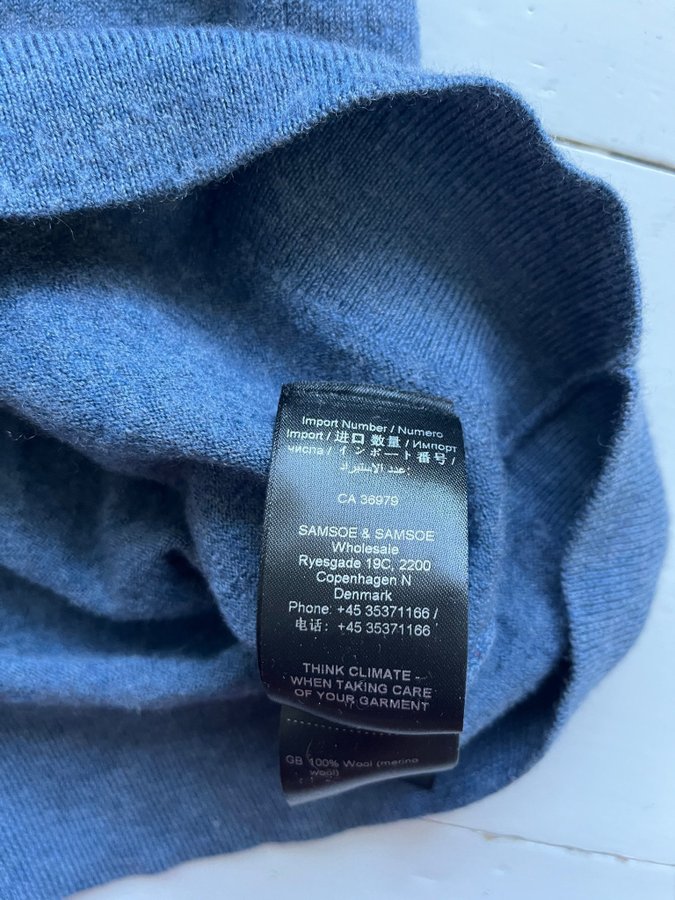 Import Number / Numero
Import / 进口 数量 / Импорт
числа / インポート番号 /
عدد الاستيراد:
CA 36979
SAMSOE & SAMSOE
Wholesale
Ryesgade 19C, 2200
Copenhagen N
Denmark
Phone: +45 35371166 /
电话: +45 35371166
THINK CLIMATE -
WHEN TAKING CARE
OF YOUR GARMENT
GB 100% Wool (merino
wool)